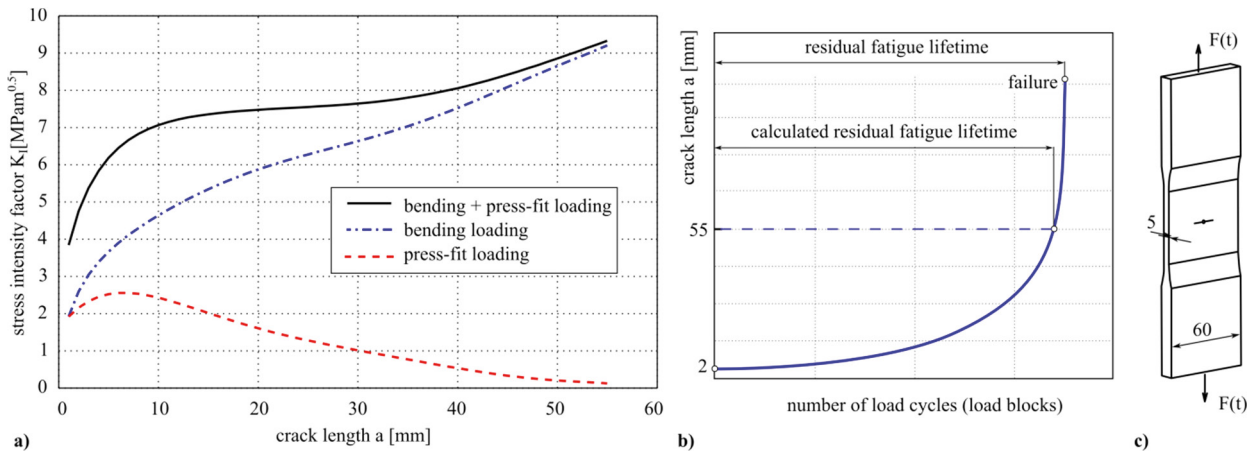 10
9
8
7
6
5
4
3
2
1
0
stress intensity factor K_I[MPam^0.5]
bending + press-fit loading
bending loading
press-fit loading
0 10 20 30 40 50 60
crack length a [mm]
a)
crack length a [mm]
residual fatigue lifetime
failure
calculated residual fatigue lifetime
55
2
number of load cycles (load blocks)
b)
F(t)
5
60
F(t)
c)